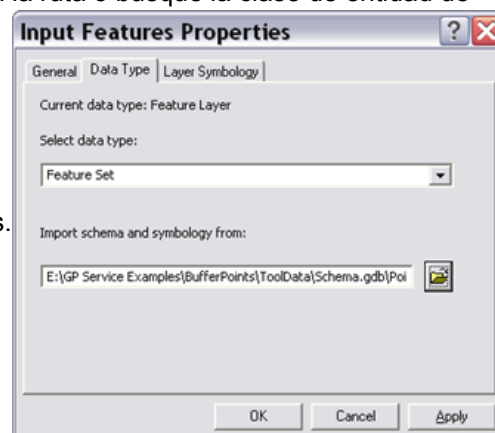 la ruta o busque la clase de entidad de
Input Features Properties
General Data Type Layer Symbology
Current data type: Feature Layer
Select data type:
Feature Set
s.
Import schema and symbology from:
E:\GP Service Examples\BufferPoints\ToolData\Schema.gdb\Poi
OK Cancel Apply